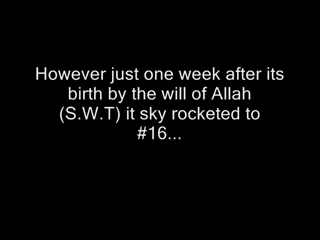 However just one week after its
birth by the will of Allah
(S.W.T) it sky rocketed to
#16...